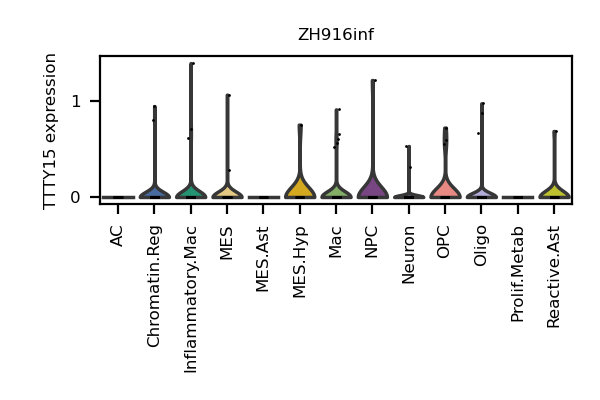 ZH916inf
TTTY15 expression
1
0
AC
Chromatin.Reg
Inflammatory.Mac
MES
MES.Ast
MES.Hyp
Mac
NPC
Neuron
OPC
Oligo
Prolif.Metab
Reactive.Ast